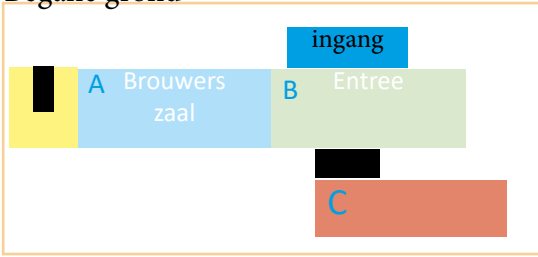 Begane grond
ingang
A Brouwers zaal
B Entree
C